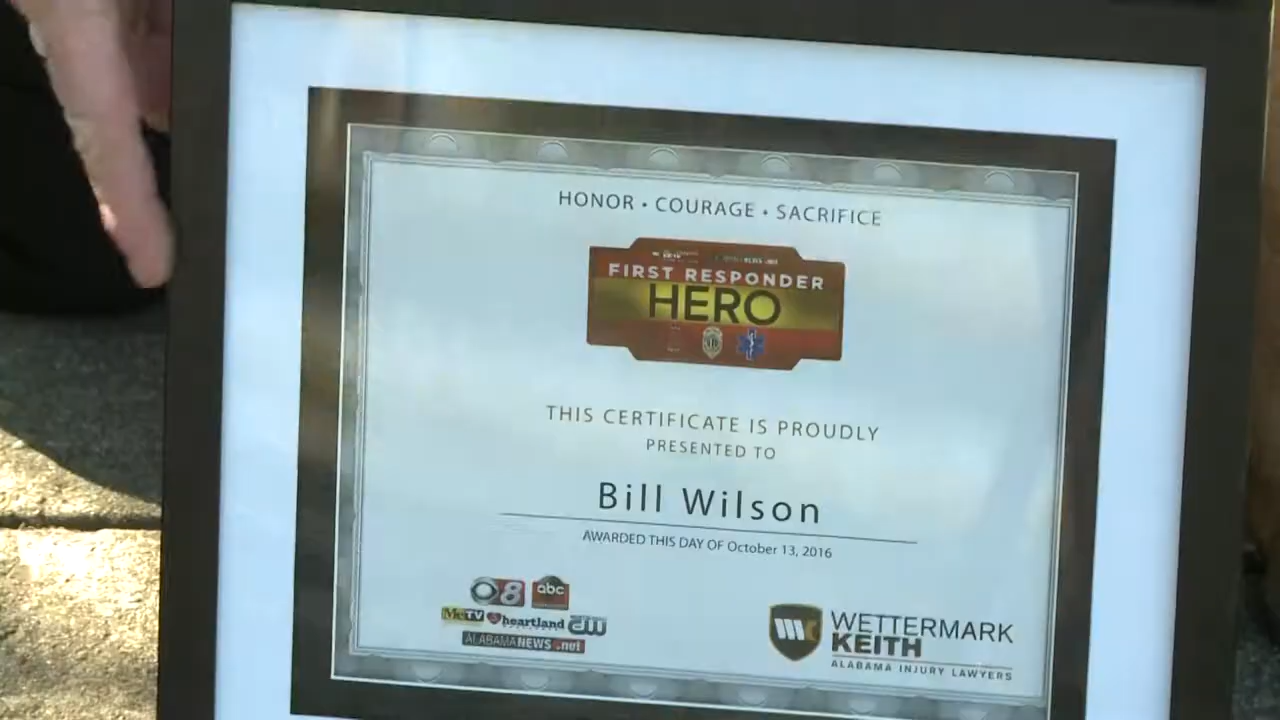 HONOR • COURAGE • SACRIFICE
FIRST RESPONDER
HERO
THIS CERTIFICATE IS PROUDLY
PRESENTED TO
Bill Wilson
AWARDED THIS DAY OF October 13, 2016
8 abc
MeTV heartland CW
ALABAMANEWS.net
WETTERMARK
KEITH
ALABAMA INJURY LAWYERS